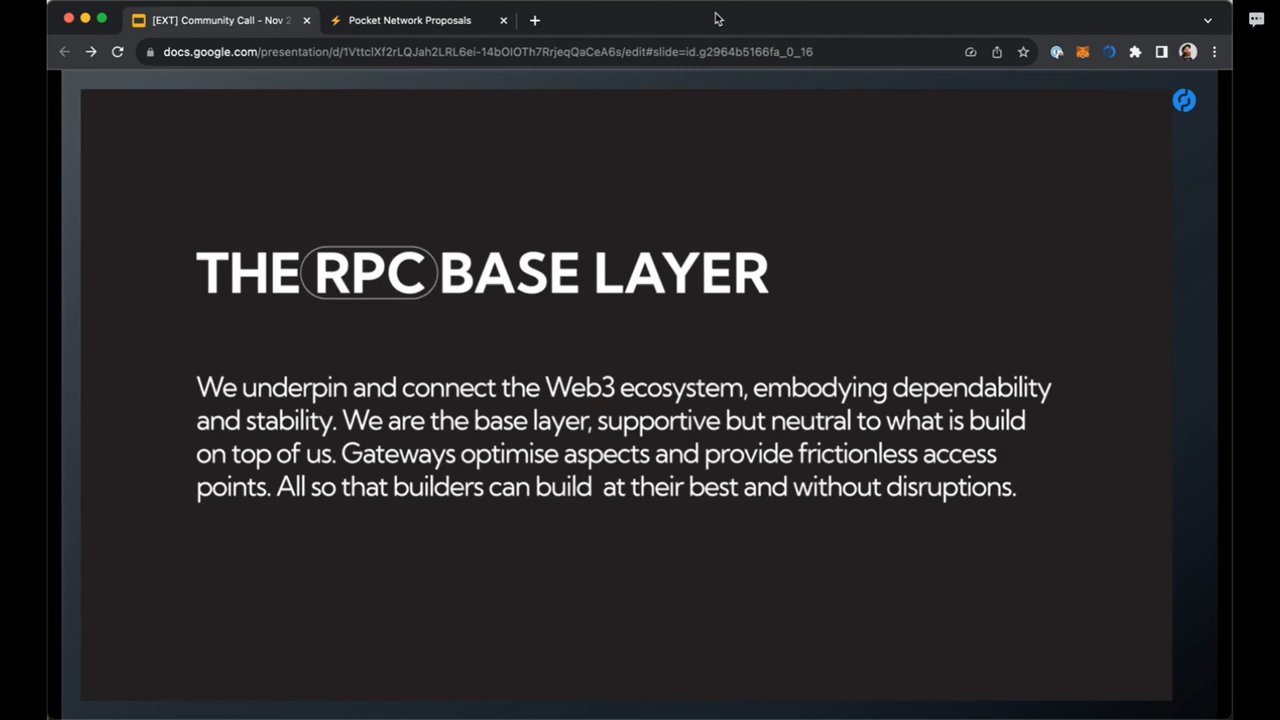 [EXT] Community Call - Nov 2
Pocket Network Proposals
docs.google.com/presentation/d/1VttclXf2rLQJah2LRL6ei-14bOlOTh7RrjeqQaCeA6s/edit#slide=id.g2964b5166fa_0_16
THE RPC BASE LAYER
We underpin and connect the Web3 ecosystem, embodying dependability
and stability. We are the base layer, supportive but neutral to what is build
on top of us. Gateways optimise aspects and provide frictionless access
points. All so that builders can build at their best and without disruptions.